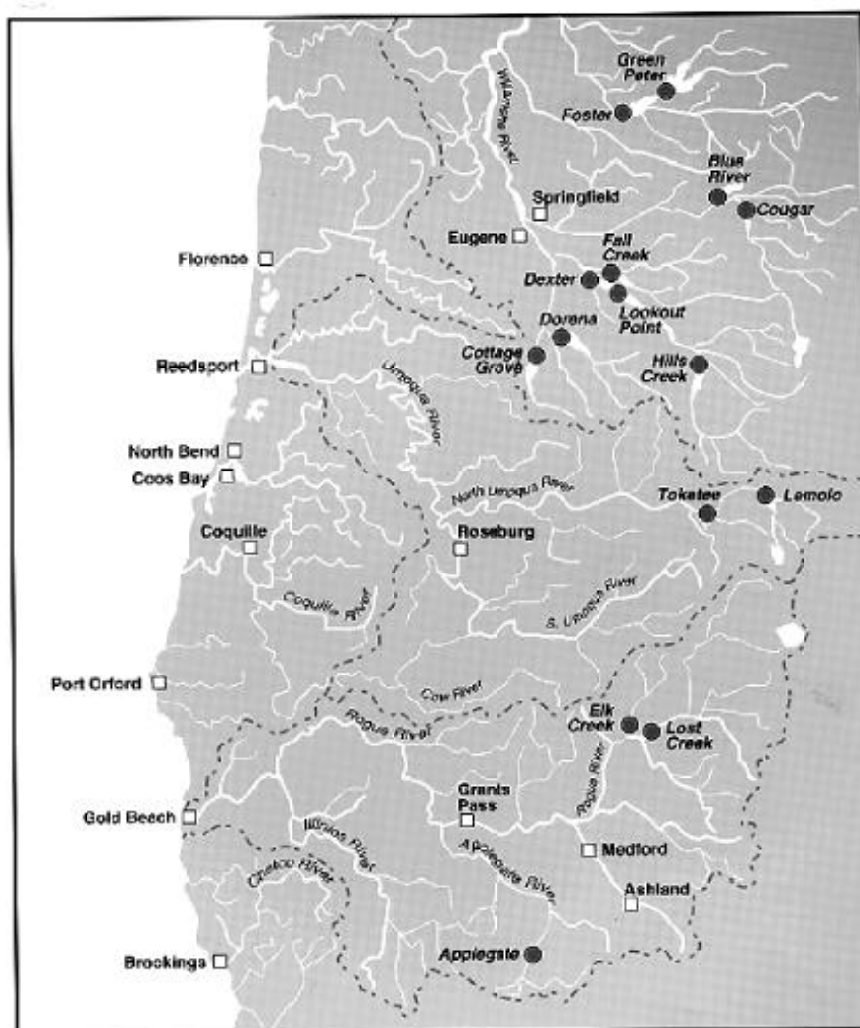 Green
Peter
Foster
Willamette River
Blue
River
Cougar
Springfield
Eugene
Fall
Creek
Florence
Dexter
Lookout
Point
Dorena
Cottage
Grove
Hills
Creek
Reedsport
Umpqua River
North Bend
Coos Bay
North Umpqua River
Toketee
Lemolo
Coquille
Roseburg
Coquille River
S. Umpqua River
Port Orford
Cow River
Elk
Creek
Lost
Creek
Rogue River
Rogue River
Grants
Pass
Gold Beach
Illinois River
Applegate River
Medford
Chetco River
Ashland
Brockings
Applegate